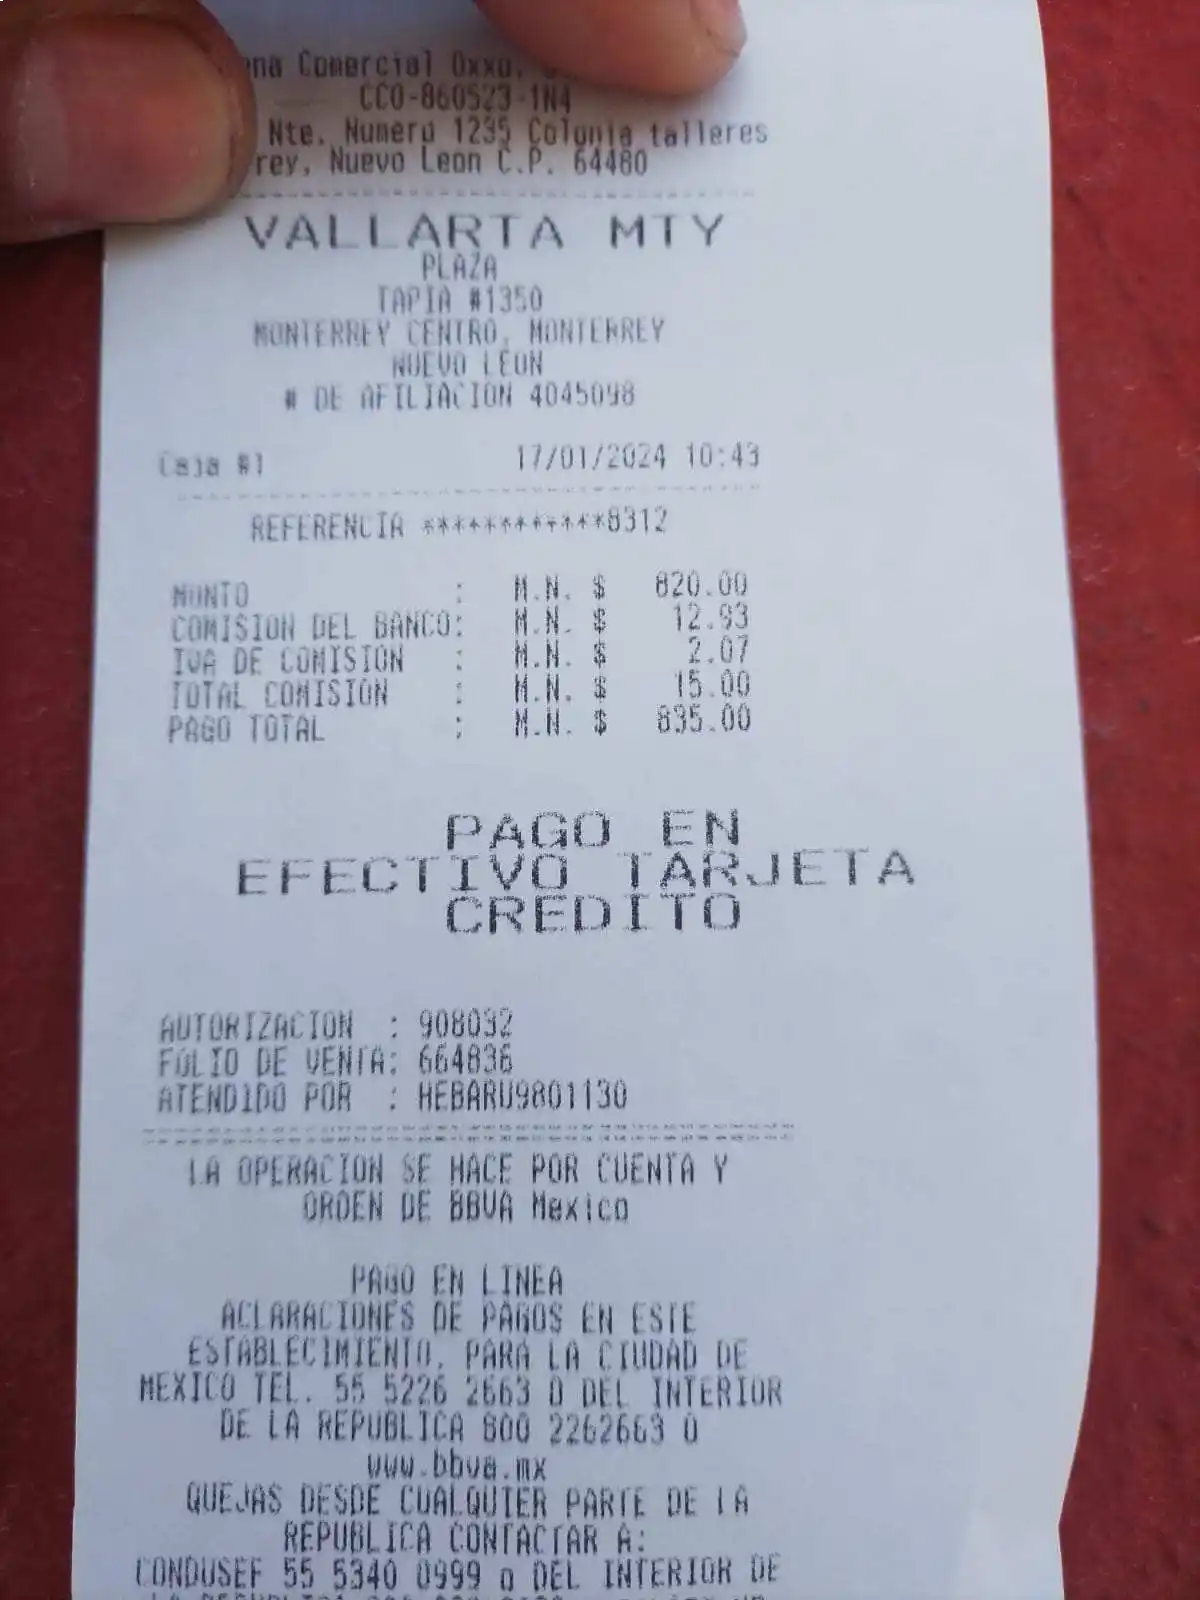 Comercial Oxxo,
CCO-860523-1N4
Nte. Numero 1235 Colonia talleres
rey, Nuevo Leon C.P. 64480
VALLARTA MTY
PLAZA
TAPIA #1350
MONTERREY CENTRO, MONTERREY
NUEVO LEON
# DE AFILIACION 4045098
Caja #1 17/01/2024 10:43
REFERENCIA ************8312
MONTO : M.N. $ 820.00
COMISION DEL BANCO: M.N. $ 12.93
IVA DE COMISION : M.N. $ 2.07
TOTAL COMISION : M.N. $ 15.00
PAGO TOTAL : M.N. $ 835.00
PAGO EN
EFECTIVO TARJETA
CREDITO
AUTORIZACION : 908032
FOLIO DE VENTA: 664836
ATENDIDO POR : HEBARU9801130
LA OPERACION SE HACE POR CUENTA Y
ORDEN DE BBVA Mexico
PAGO EN LINEA
ACLARACIONES DE PAGOS EN ESTE
ESTABLECIMIENTO, PARA LA CIUDAD DE
MEXICO TEL. 55 5226 2663 O DEL INTERIOR
DE LA REPUBLICA 800 2262663 O
www.bbva.mx
QUEJAS DESDE CUALQUIER PARTE DE LA
REPUBLICA CONTACTAR A:
CONDUSEF 55 5340 0999 o DEL INTERIOR DE